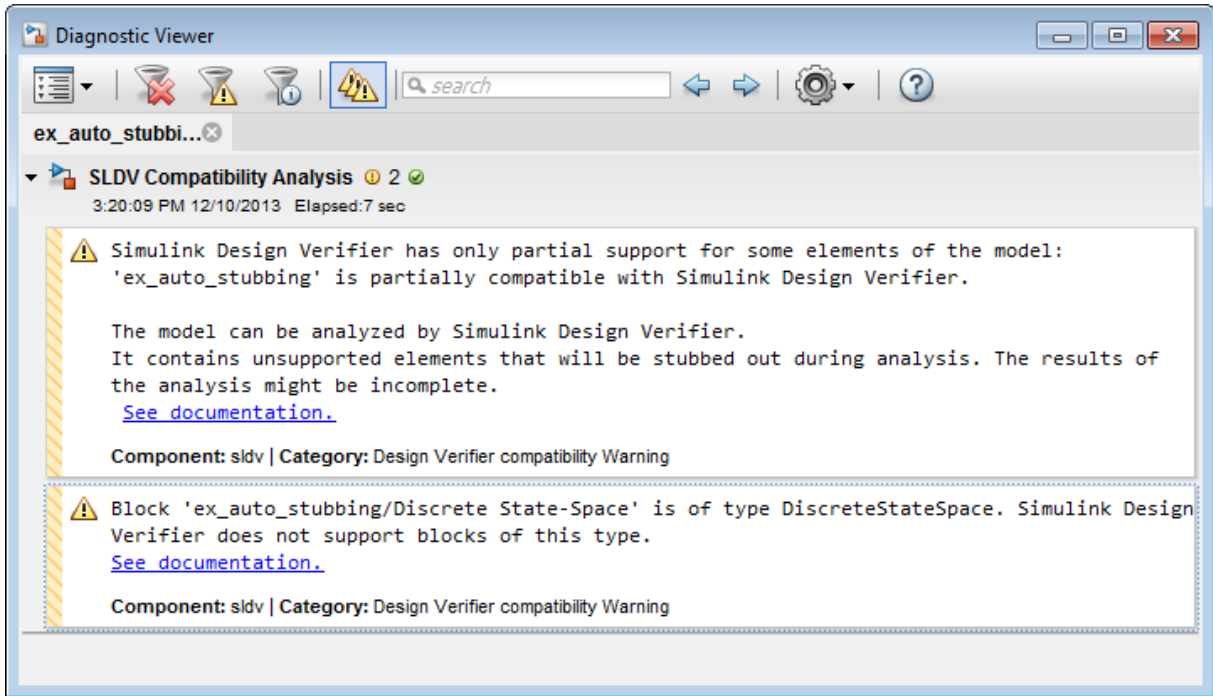 Diagnostic Viewer
search
ex_auto_stubbi...
SLDV Compatibility Analysis 2
3:20:09 PM 12/10/2013 Elapsed:7 sec
Simulink Design Verifier has only partial support for some elements of the model:
'ex_auto_stubbing' is partially compatible with Simulink Design Verifier.
The model can be analyzed by Simulink Design Verifier.
It contains unsupported elements that will be stubbed out during analysis. The results of
the analysis might be incomplete.
See documentation.
Component: sldv | Category: Design Verifier compatibility Warning
Block 'ex_auto_stubbing/Discrete State-Space' is of type DiscreteStateSpace. Simulink Design
Verifier does not support blocks of this type.
See documentation.
Component: sldv | Category: Design Verifier compatibility Warning